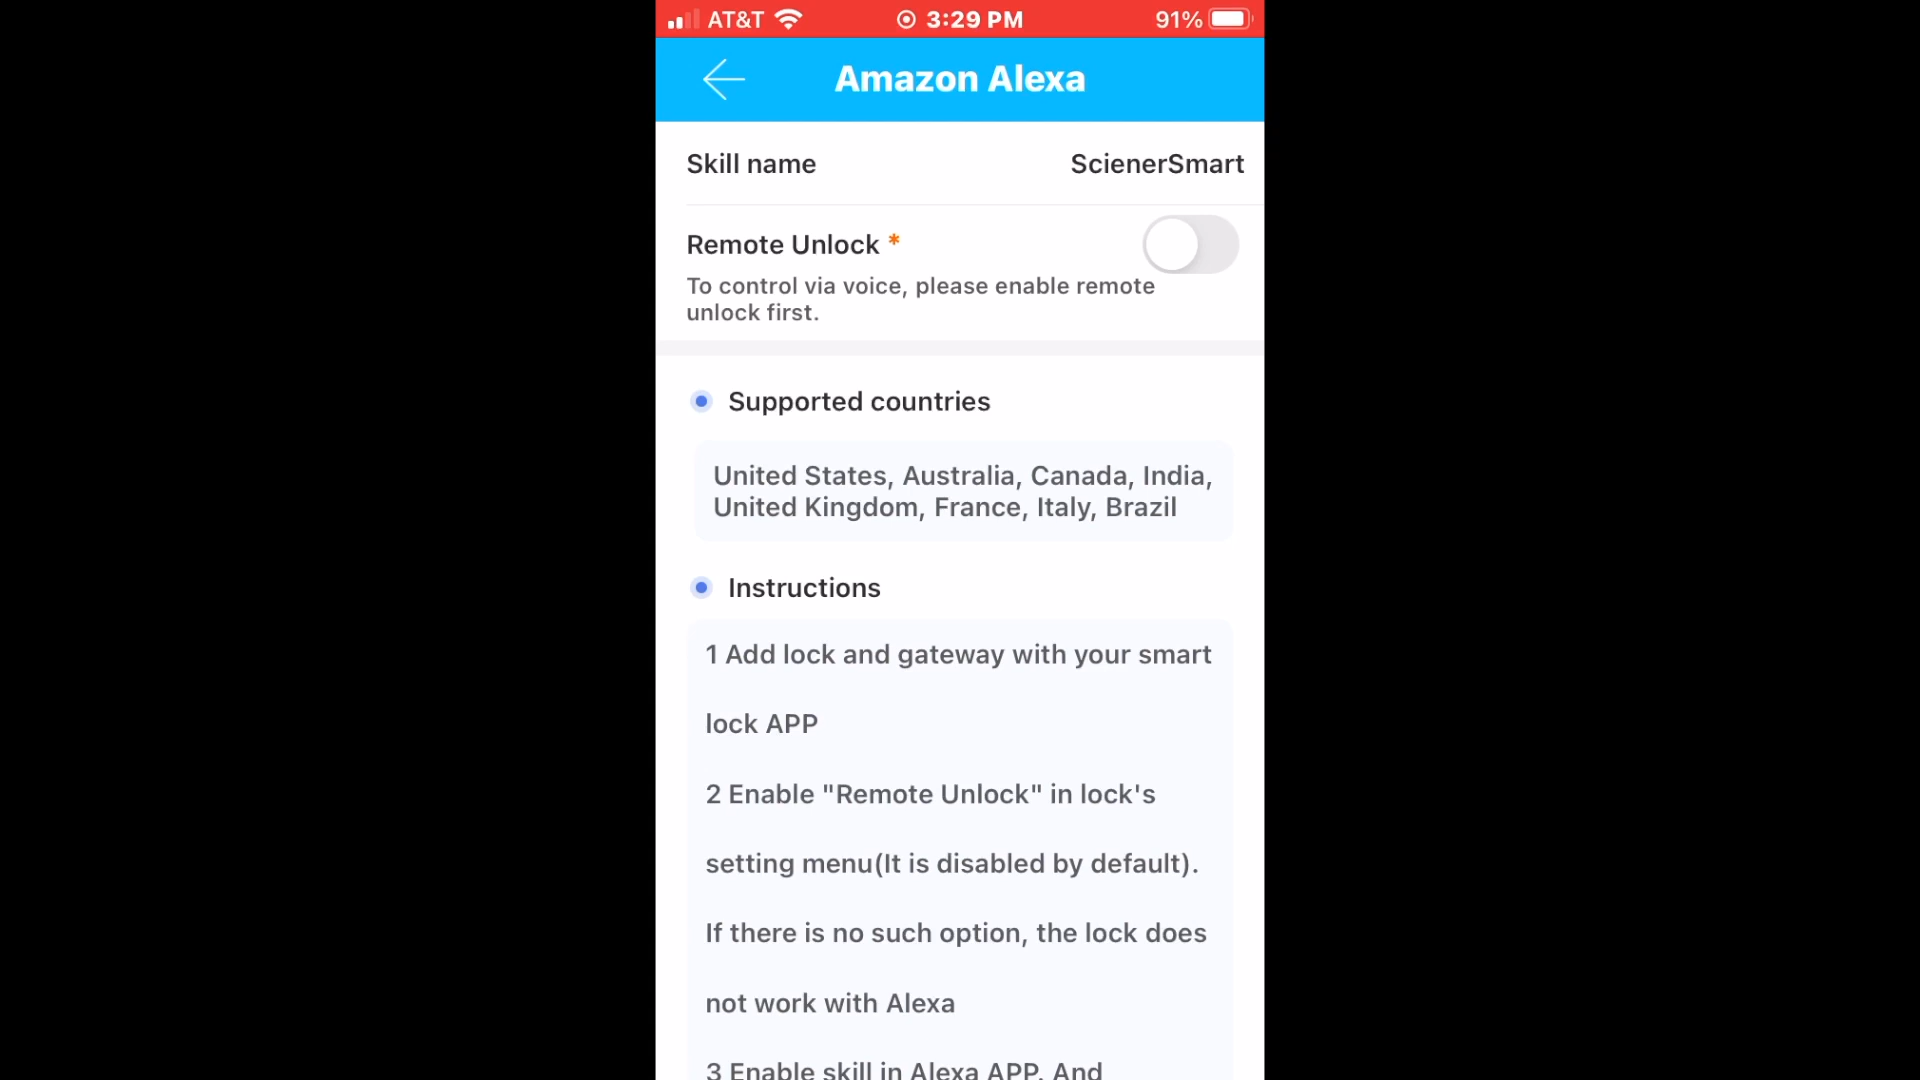 AT&T 3:29 PM 91%
Amazon Alexa
Skill name ScienerSmart
Remote Unlock *
To control via voice, please enable remote
unlock first.
Supported countries
United States, Australia, Canada, India,
United Kingdom, France, Italy, Brazil
Instructions
1 Add lock and gateway with your smart
lock APP
2 Enable "Remote Unlock" in lock's
setting menu(It is disabled by default).
If there is no such option, the lock does
not work with Alexa
3 Enable skill in Alexa APP. And